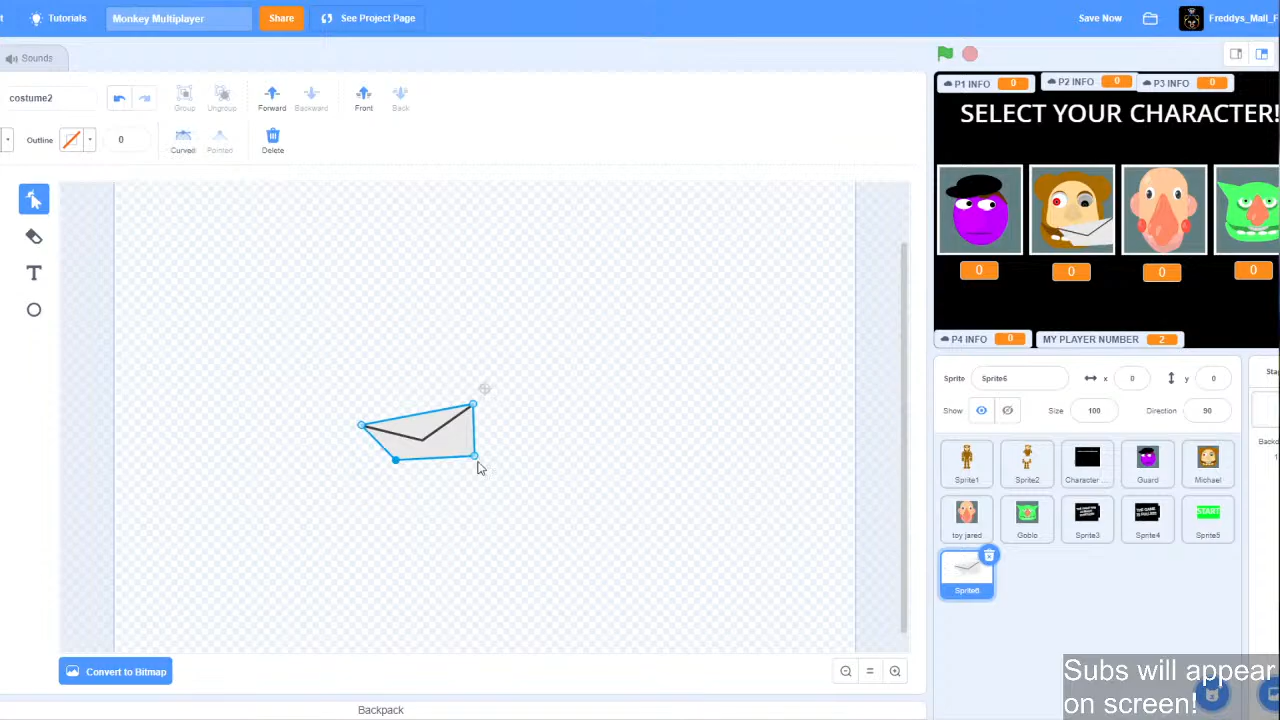 t Tutorials Monkey Multiplayer Share See Project Page Save Now Freddys_Mail_F
Sounds
costume2 Group Ungroup Forward Backward Front Back
Outline 0 Curved Pointed Delete
T
P1 INFO 0 P2 INFO 0 P3 INFO 0
SELECT YOUR CHARACTER!
0 0 0 0
P4 INFO 0 MY PLAYER NUMBER 2
Sprite Sprite6 x 0 y 0
Show Size 100 Direction 90
Sprite1 Sprite2 Character Guard Michael
START
toy jared Goblo Sprite3 Sprite4 Sprite5
Sprite6
Sta
Backd
1
Convert to Bitmap
Backpack
Subs will appear
on screen!